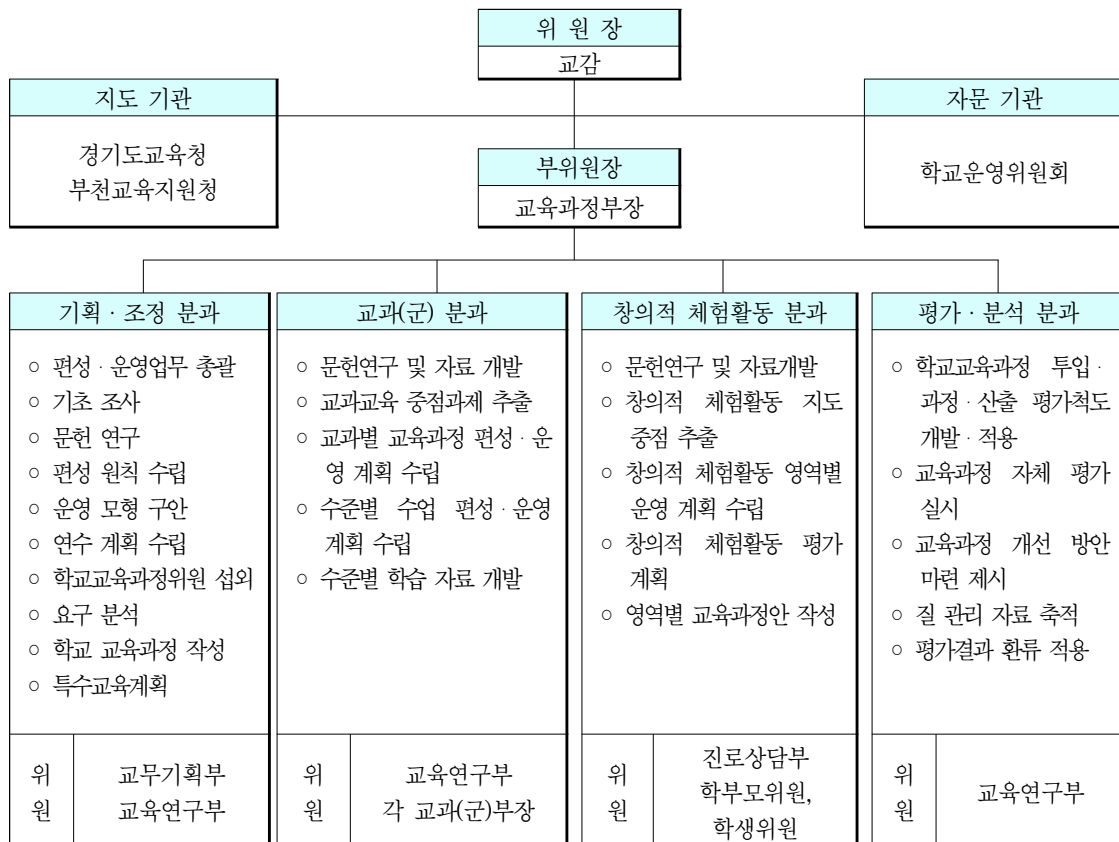 위 원 장
교감
지도 기관
경기도교육청
부천교육지원청
자문 기관
학교운영위원회
부위원장
교육과정부장
기획 · 조정 분과
○ 편성 · 운영업무 총괄
○ 기초 조사
○ 문헌 연구
○ 편성 원칙 수립
○ 운영 모형 구안
○ 연수 계획 수립
○ 학교교육과정위원 섭외
○ 요구 분석
○ 학교 교육과정 작성
○ 특수교육계획
위
원
교무기획부
교육연구부
교과(군) 분과
○ 문헌연구 및 자료 개발
○ 교과교육 중점과제 추출
○ 교과별 교육과정 편성 · 운
영 계획 수립
○ 수준별 수업 편성 · 운영
계획 수립
○ 수준별 학습 자료 개발
위
원
교육연구부
각 교과(군)부장
창의적 체험활동 분과
○ 문헌연구 및 자료개발
○ 창의적 체험활동 지도
중점 추출
○ 창의적 체험활동 영역별
운영 계획 수립
○ 창의적 체험활동 평가
계획
○ 영역별 교육과정안 작성
위
원
진로상담부
학부모위원,
학생위원
평가 · 분석 분과
○ 학교교육과정 투입 ·
과정 · 산출 평가척도
개발 · 적용
○ 교육과정 자체 평가
실시
○ 교육과정 개선 방안
마련 제시
○ 질 관리 자료 축적
○ 평가결과 환류 적용
위
원
교육연구부